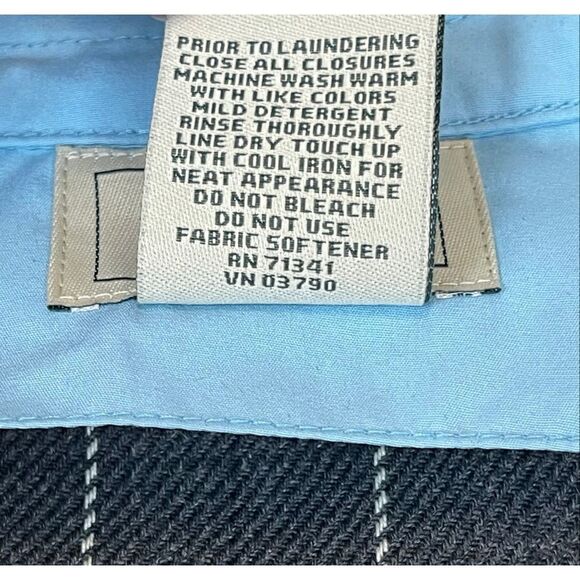 PRIOR TO LAUNDERING
CLOSE ALL CLOSURES
MACHINE WASH WARM
WITH LIKE COLORS
MILD DETERGENT
RINSE THOROUGHLY
LINE DRY TOUCH UP
WITH COOL IRON FOR
NEAT APPEARANCE
DO NOT BLEACH
DO NOT USE
FABRIC SOFTENER
RN 71341
VN 03790